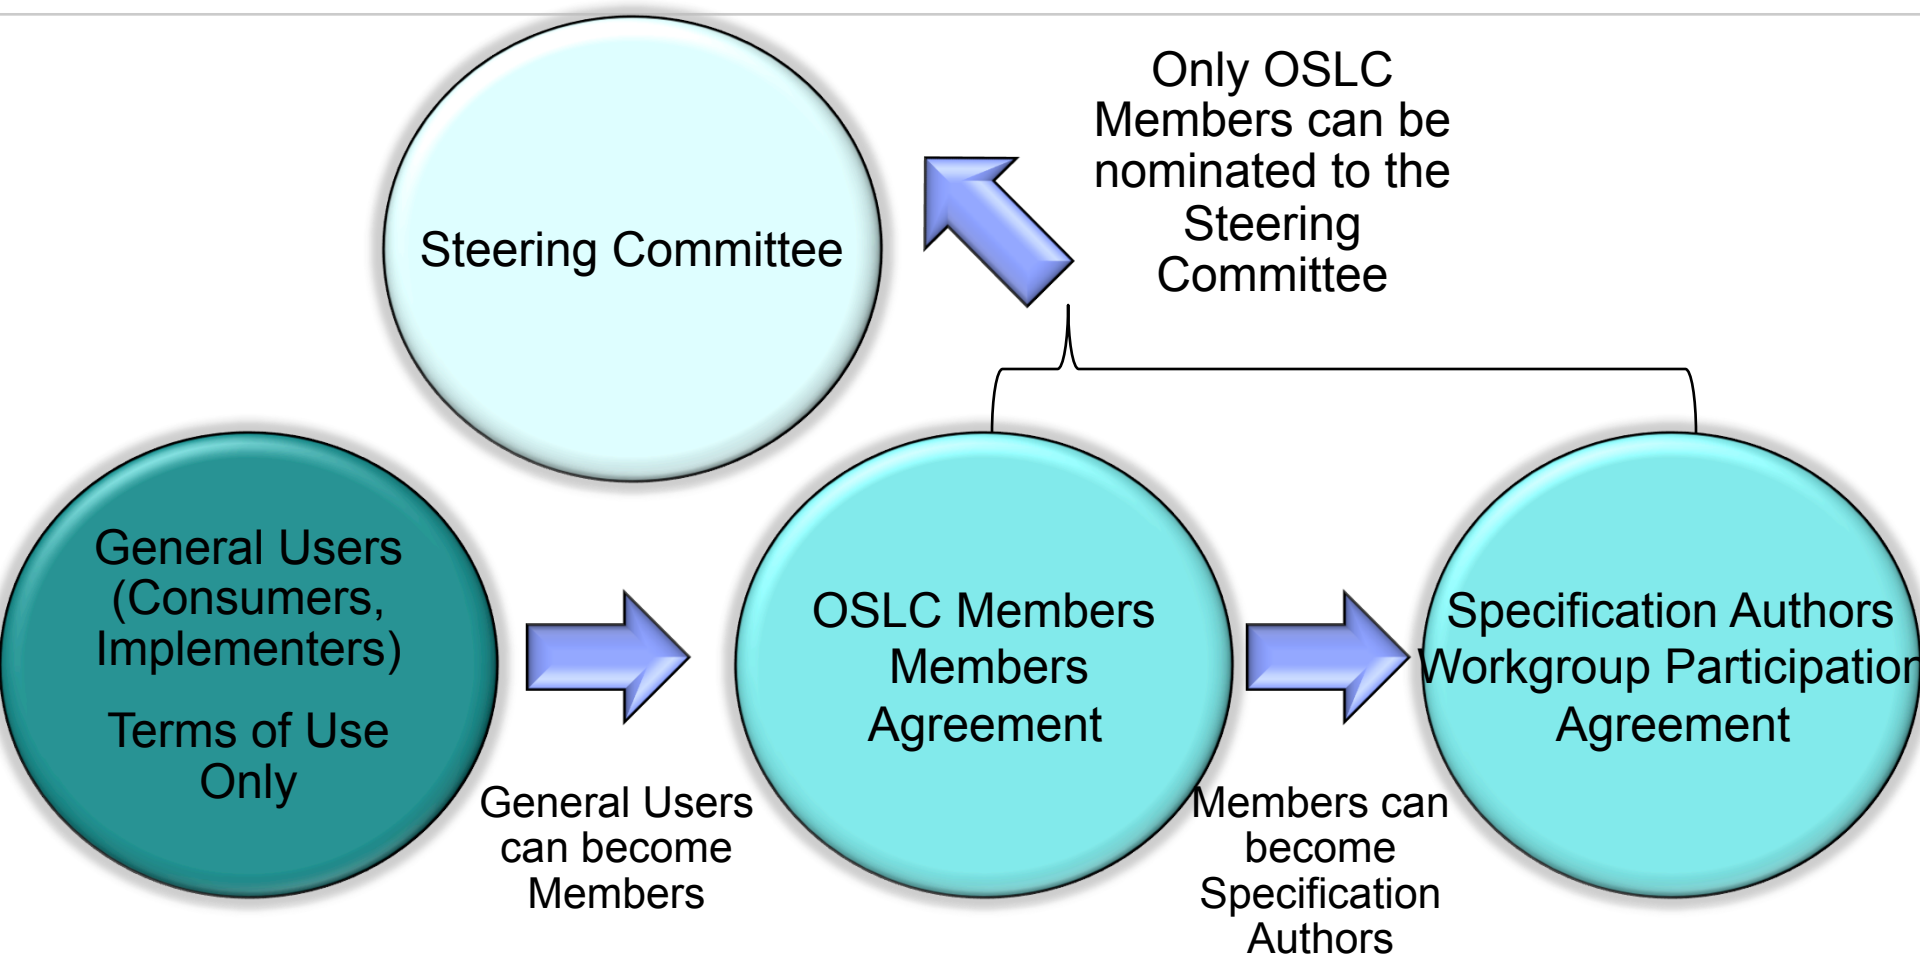 Steering Committee
Only OSLC
Members can be
nominated to the
Steering
Committee
General Users
(Consumers,
Implementers)
Terms of Use
Only
General Users
can become
Members
OSLC Members
Members
Agreement
Members can
become
Specification
Authors
Specification Authors
Workgroup Participation
Agreement